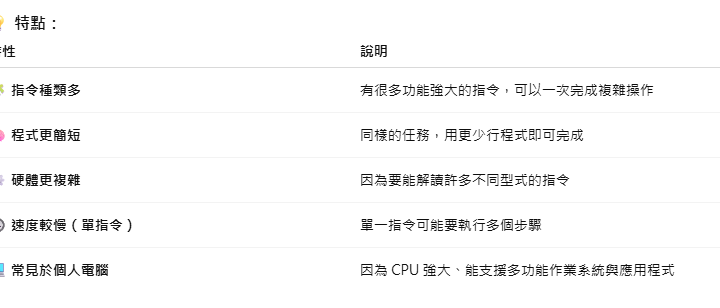 特點：
性 說明
指令種類多 有很多功能強大的指令，可以一次完成複雜操作
程式更簡短 同樣的任務，用更少行程式即可完成
硬體更複雜 因為要能解讀許多不同型式的指令
速度較慢（單指令） 單一指令可能要執行多個步驟
常見於個人電腦 因為 CPU 強大、能支援多功能作業系統與應用程式